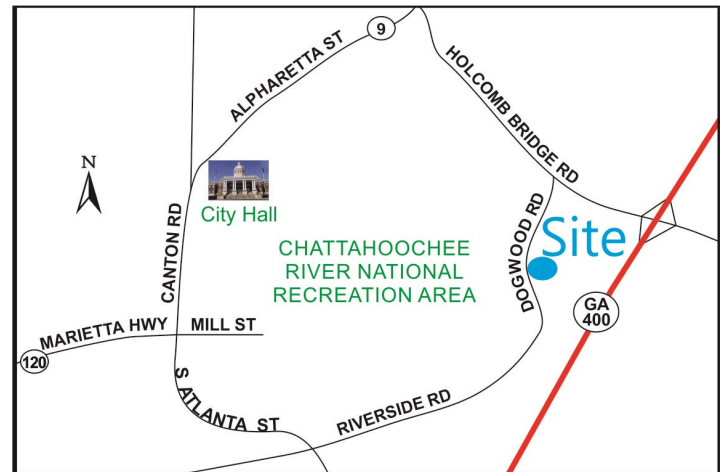 9
ALPHARETTA ST
HOLCOMB BRIDGE RD
N
City Hall
CANTON RD
DOGWOOD RD
Site
CHATTAHOOCHEE
RIVER NATIONAL
RECREATION AREA
GA
400
MARIETTA HWY
MILL ST
120
S ATLANTA ST
RIVERSIDE RD